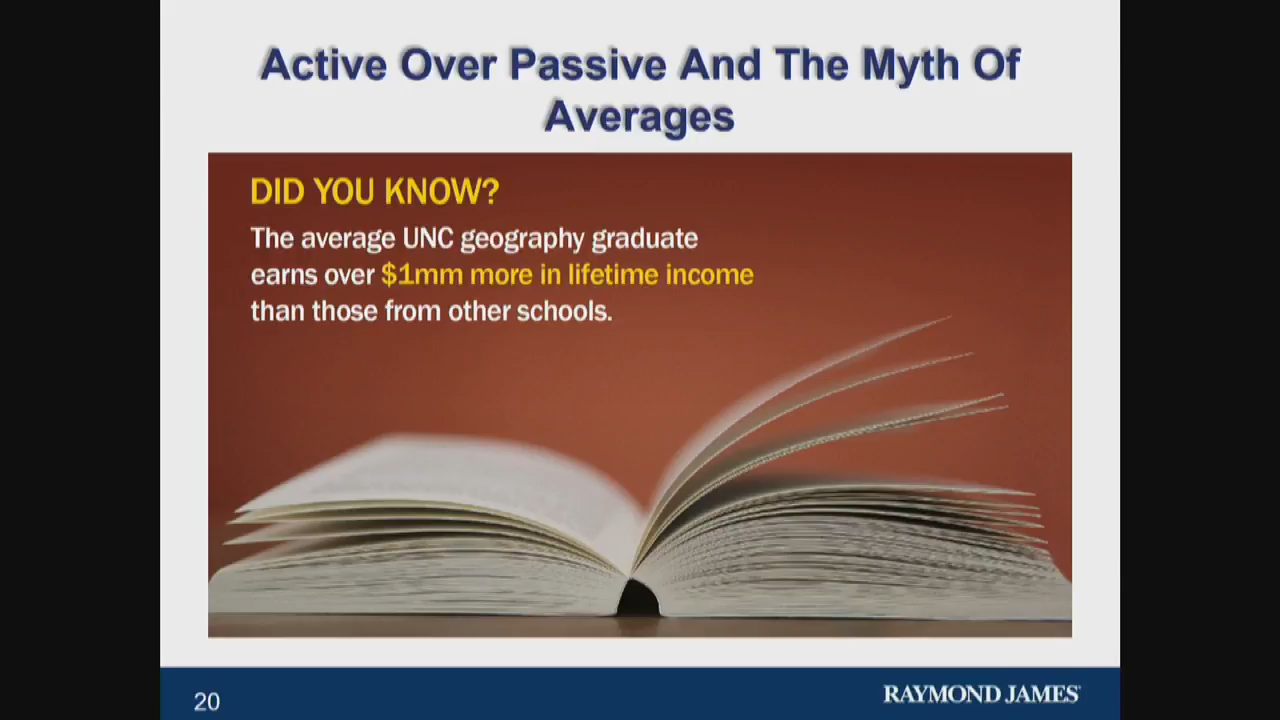 Active Over Passive And The Myth Of
Averages
DID YOU KNOW?
The average UNC geography graduate
earns over $1mm more in lifetime income
than those from other schools.
20
RAYMOND JAMES®